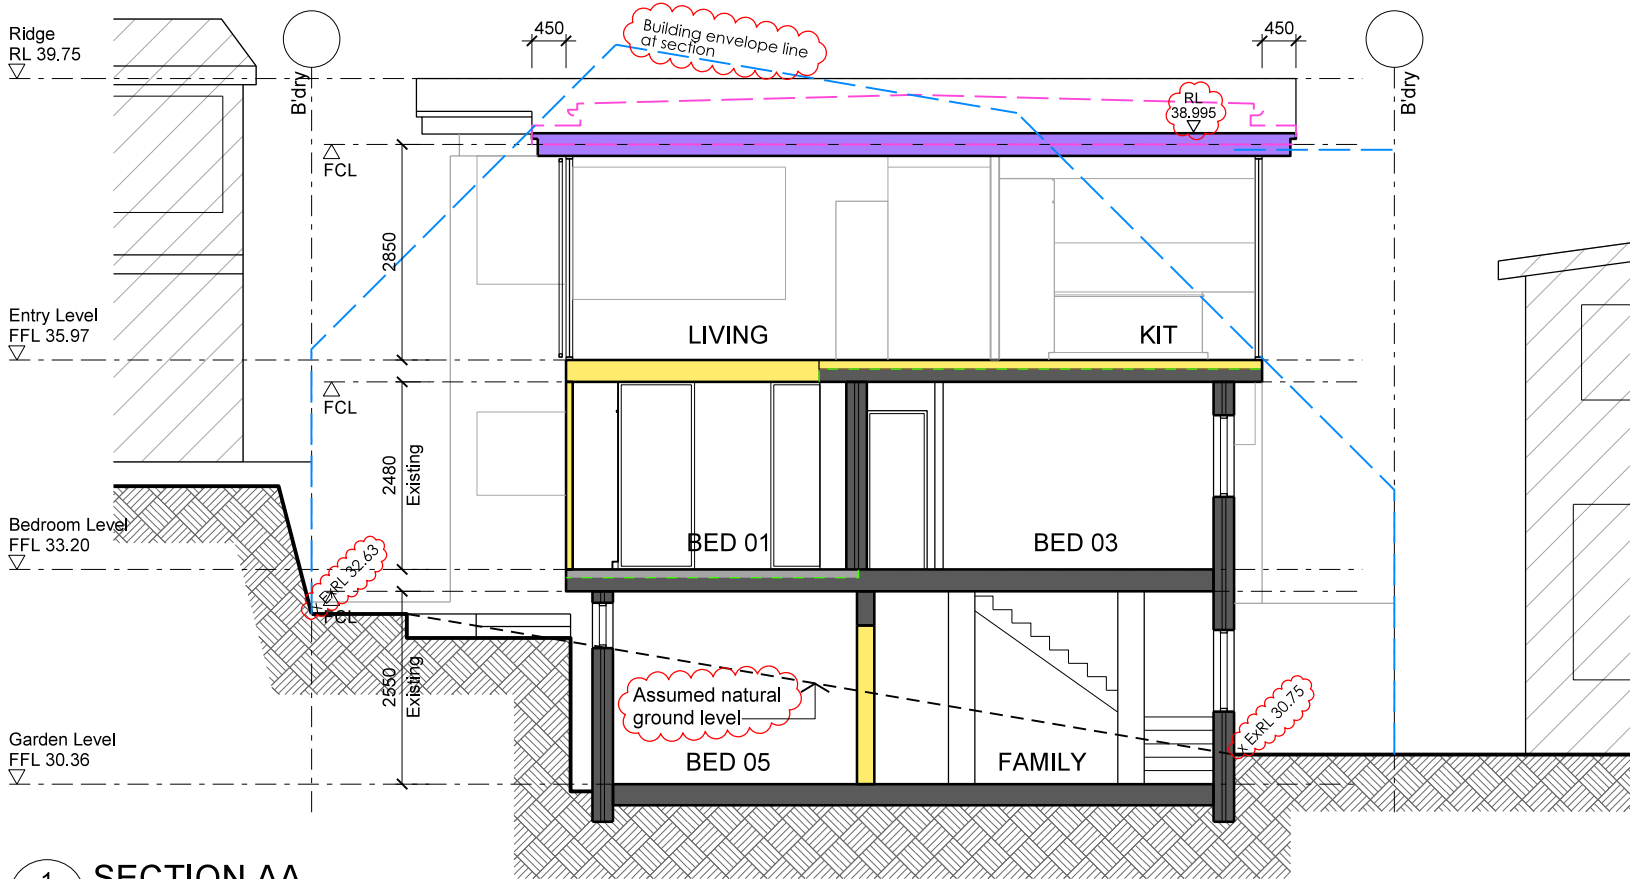 Ridge
RL 39.75
B'dry
450
Building envelope line
at section
450
RL
38.995
B'dry
FCL
2850
Entry Level
FFL 35.97
LIVING
KIT
FCL
2480
Existing
Bedroom Level
FFL 33.20
BED 01
BED 03
x ExRL 32.63
FCL
2550
Existing
Assumed natural
ground level
x ExRL 30.75
Garden Level
FFL 30.36
BED 05
FAMILY
1
SECTION AA